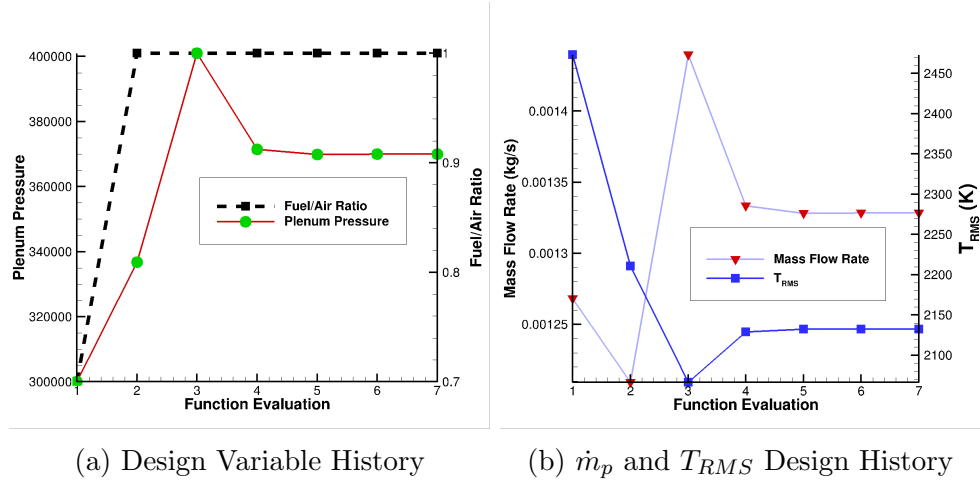 400000
380000
360000
340000
320000
300000
Plenum Pressure
1
0.9
0.8
0.7
Fuel/Air Ratio
Fuel/Air Ratio
Plenum Pressure
1 2 3 4 5 6 7
Function Evaluation
(a) Design Variable History
0.0014
0.00135
0.0013
0.00125
Mass Flow Rate (kg/s)
2450
2400
2350
2300
2250
2200
2150
2100
T_RMS (K)
Mass Flow Rate
T_RMS
1 2 3 4 5 6 7
Function Evaluation
(b) ṁ_p and T_RMS Design History